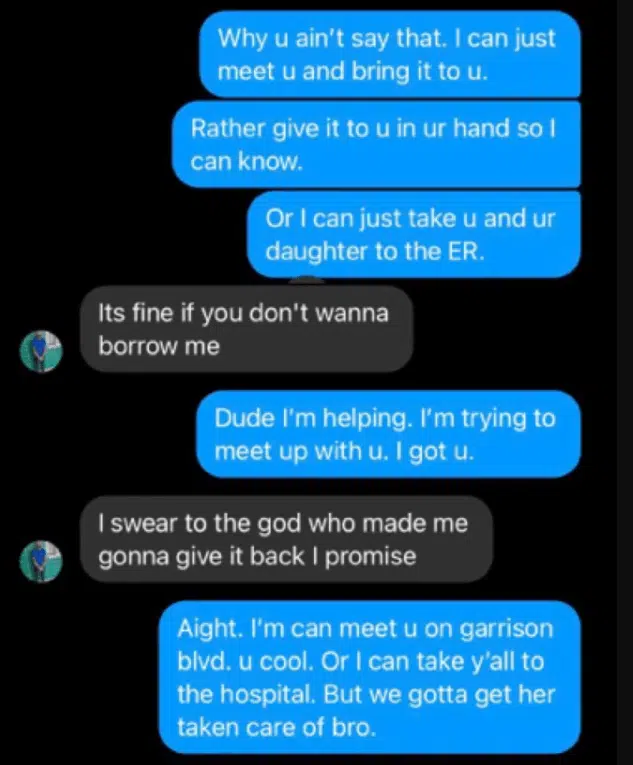 Why u ain't say that. I can just
meet u and bring it to u.
Rather give it to u in ur hand so I
can know.
Or I can just take u and ur
daughter to the ER.
Its fine if you don't wanna
borrow me
Dude I'm helping. I'm trying to
meet up with u. I got u.
I swear to the god who made me
gonna give it back I promise
Aight. I'm can meet u on garrison
blvd. u cool. Or I can take y'all to
the hospital. But we gotta get her
taken care of bro.